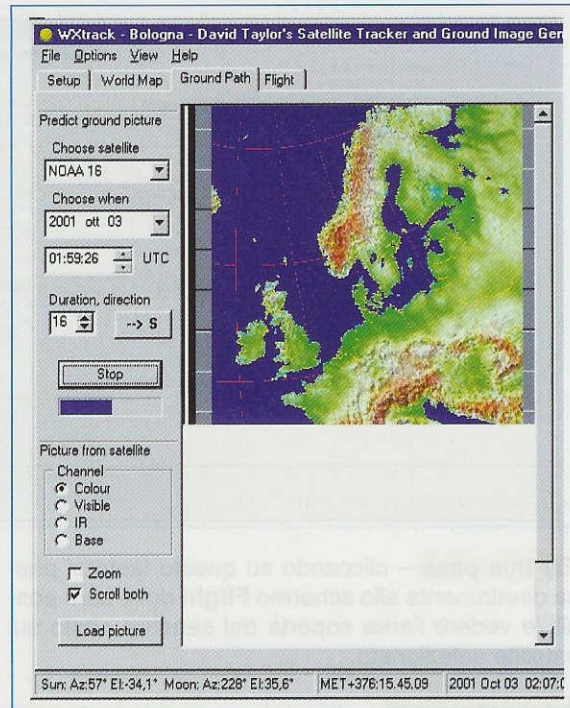 WXtrack - Bologna - David Taylor's Satellite Tracker and Ground Image Gen
File Options View Help
Setup World Map Ground Path Flight
Predict ground picture
Choose satellite
NOAA 16
Choose when
2001 ott 03
01:59:26 UTC
Duration, direction
16 --> S
Stop
Picture from satellite
Channel
Colour
Visible
IR
Base
Zoom
Scroll both
Load picture
Sun: Az:57° El:-34,1° Moon: Az:228° El:35,6° MET+376:15.45.09 2001 Oct 03 02:07:0